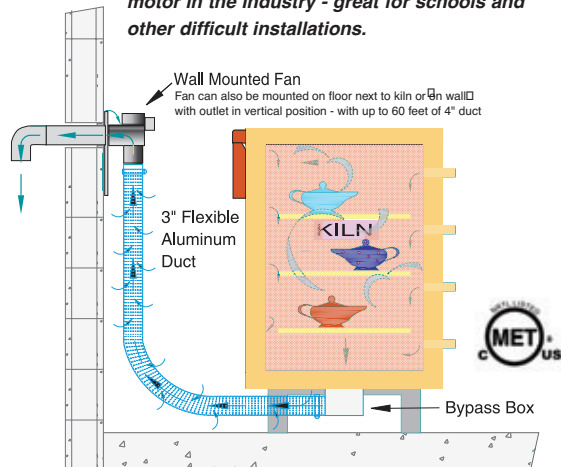 motor in the industry - great for schools and
other difficult installations.
Wall Mounted Fan
Fan can also be mounted on floor next to kiln or on wall
with outlet in vertical position - with up to 60 feet of 4" duct
3" Flexible
Aluminum
Duct
KILN
NRTL LISTED
MET
C US
Bypass Box